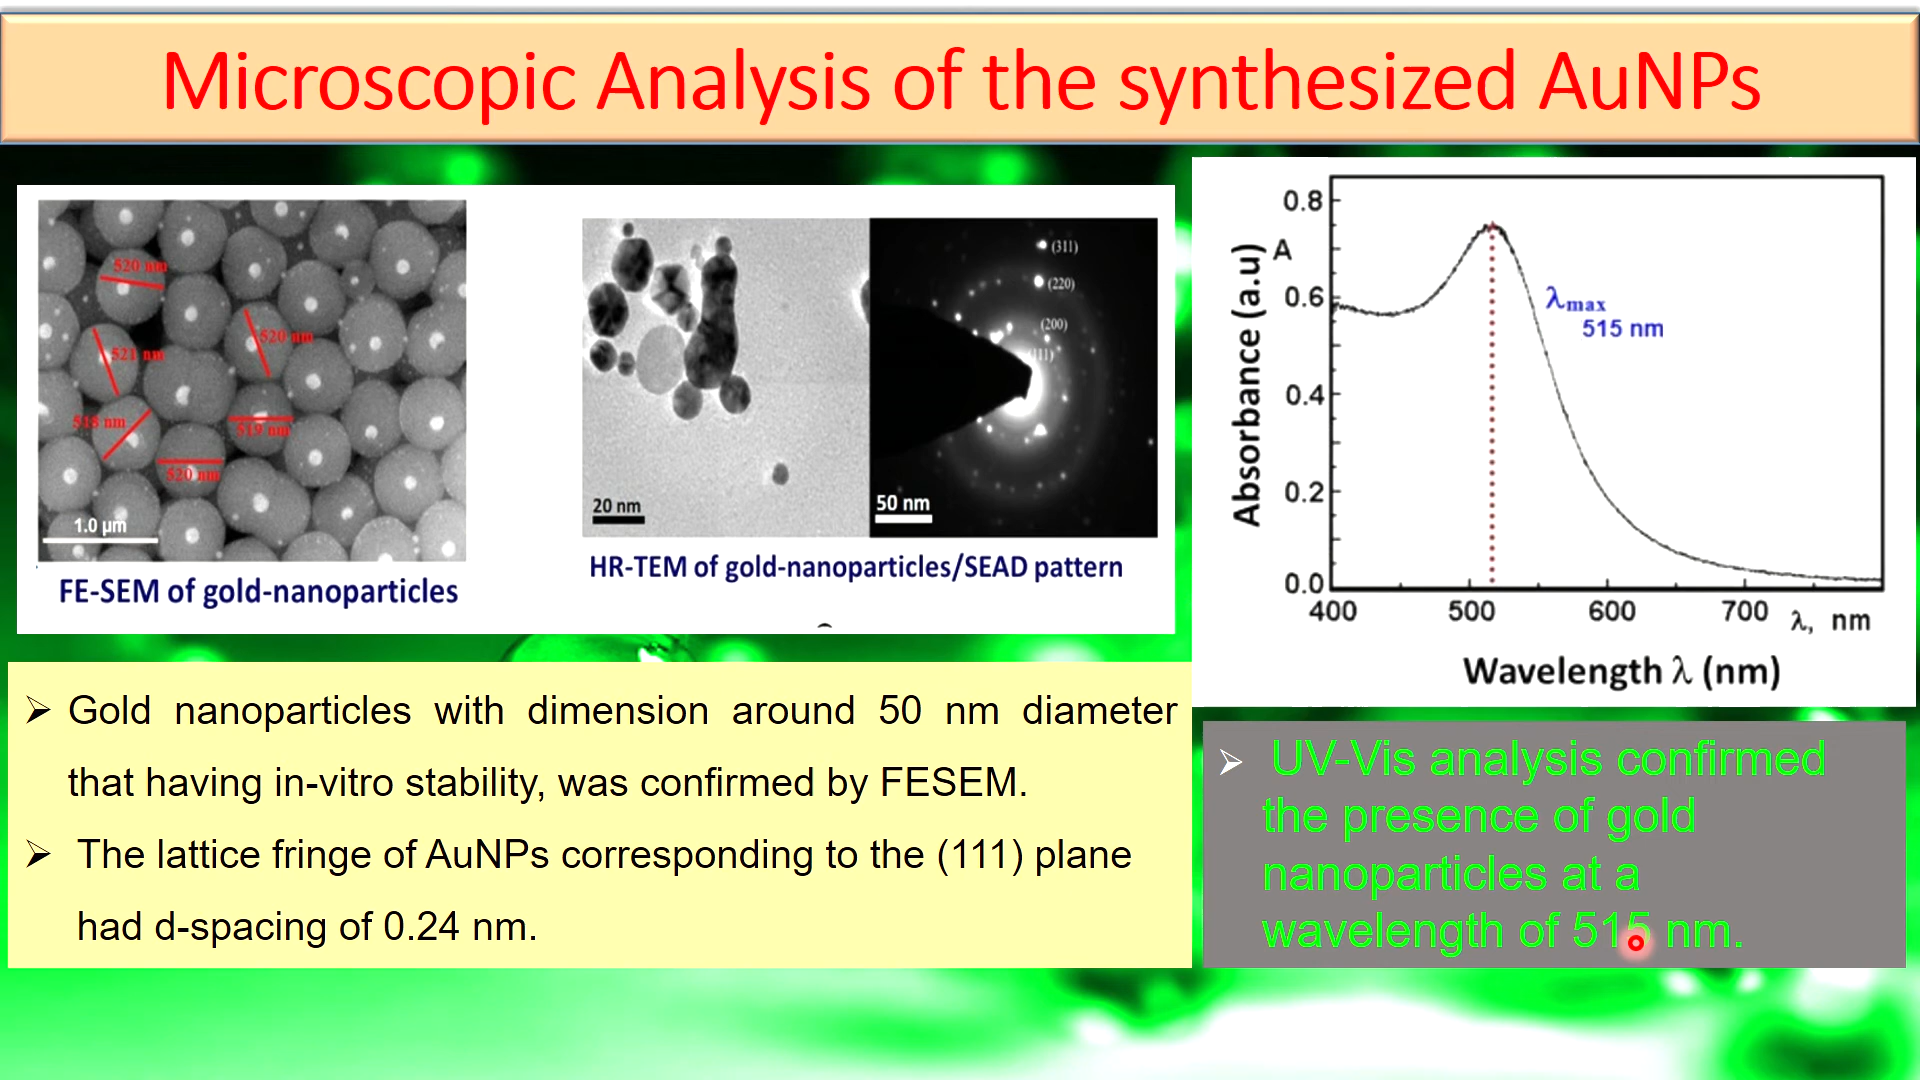 Microscopic Analysis of the synthesized AuNPs
520 nm
520 nm
521 nm
518 nm
519 nm
520 nm
1.0 µm
FE-SEM of gold-nanoparticles
20 nm
(311)
(220)
(200)
(111)
50 nm
HR-TEM of gold-nanoparticles/SEAD pattern
Absorbance (a.u)
A
0.8
0.6
0.4
0.2
0.0
λmax
515 nm
400 500 600 700 λ, nm
Wavelength λ (nm)
➢ Gold nanoparticles with dimension around 50 nm diameter
that having in-vitro stability, was confirmed by FESEM.
➢ The lattice fringe of AuNPs corresponding to the (111) plane
had d-spacing of 0.24 nm.
➢ UV-Vis analysis confirmed
the presence of gold
nanoparticles at a
wavelength of 515 nm.